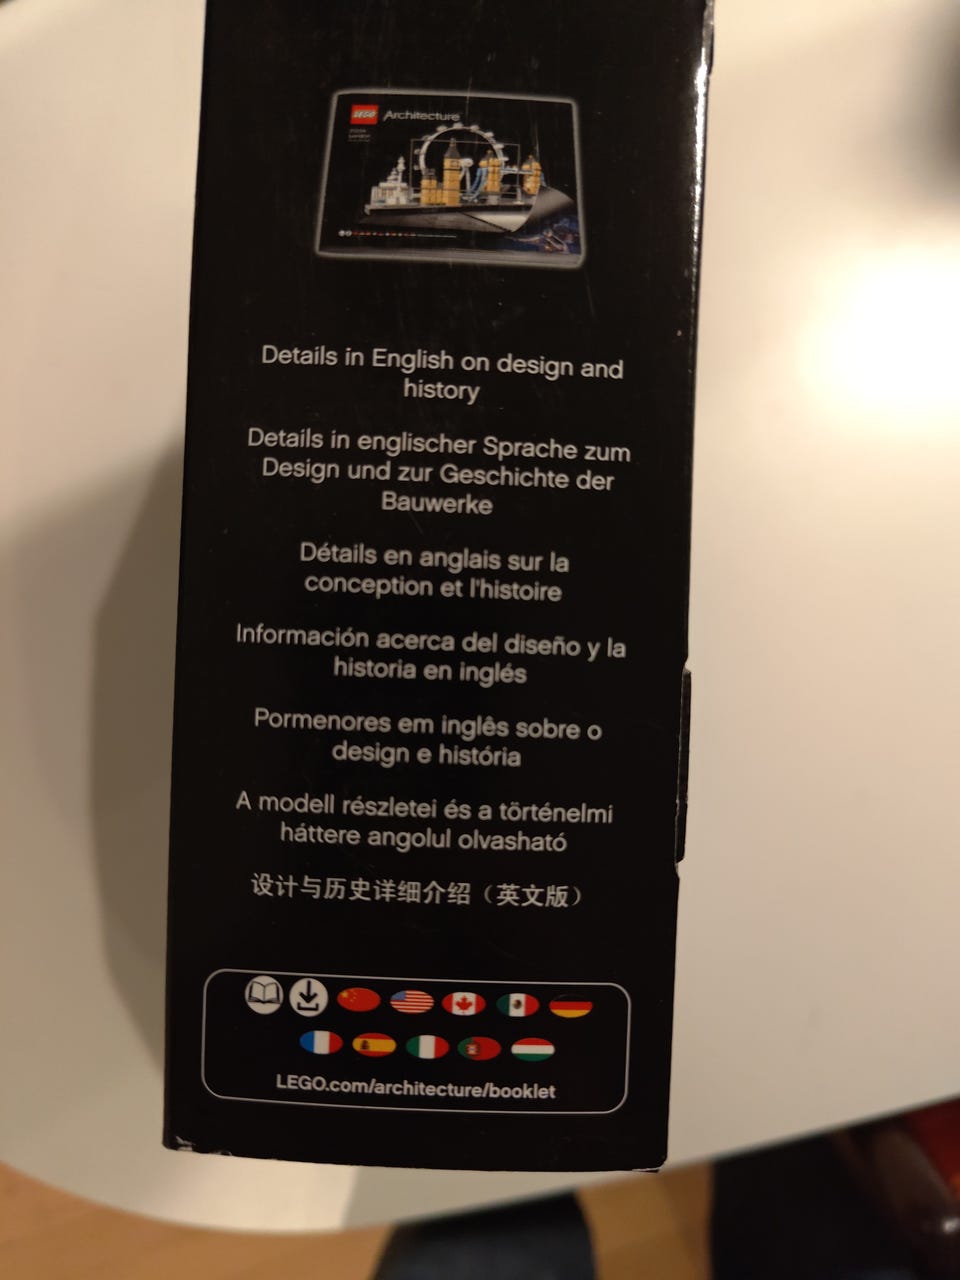 LEGO Architecture
Details in English on design and
history
Details in englischer Sprache zum
Design und zur Geschichte der
Bauwerke
Détails en anglais sur la
conception et l'histoire
Información acerca del diseño y la
historia en inglés
Pormenores em inglês sobre o
design e história
A modell részletei és a történelmi
háttere angolul olvasható
设计与历史详细介绍（英文版）
LEGO.com/architecture/booklet